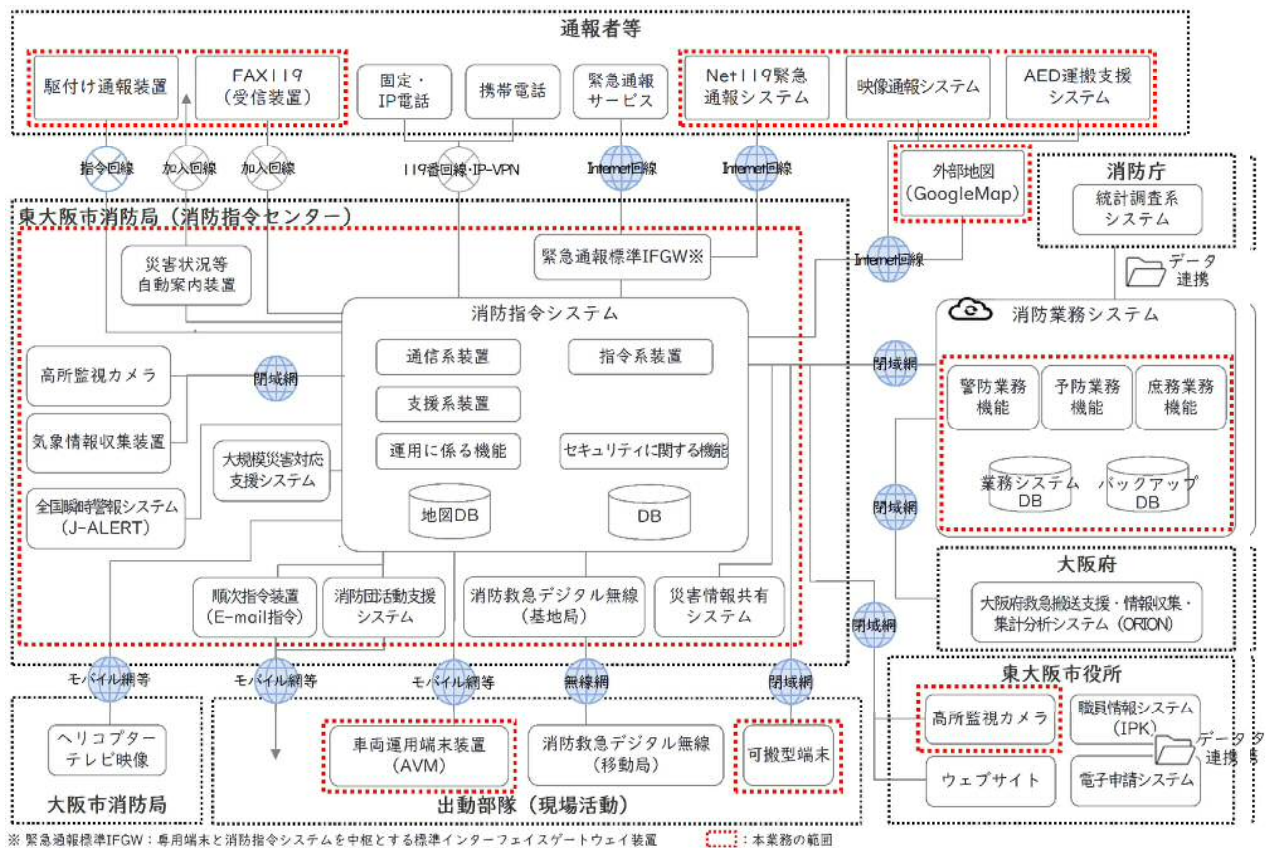 通報者等
駆付け通報装置
FAX119
(受信装置)
固定・
IP電話
携帯電話
緊急通報
サービス
Net119緊急
通報システム
映像通報システム
AED運搬支援
システム
指令回線
加入回線
加入回線
119番回線・IP-VPN
Internet回線
Internet回線
外部地図
(GoogleMap)
消防庁
統計調査系
システム
データ
連携
Internet回線
東大阪市消防局（消防指令センター）
災害状況等
自動案内装置
緊急通報標準IFGW※
消防指令システム
通信系装置
指令系装置
支援系装置
運用に係る機能
セキュリティに関する機能
地図DB
DB
高所監視カメラ
閉域網
気象情報収集装置
大規模災害対応
支援システム
全国瞬時警報システム
(J-ALERT)
順次指令装置
(E-mail指令)
消防団活動支援
システム
消防救急デジタル無線
(基地局)
災害情報共有
システム
閉域網
消防業務システム
警防業務
機能
予防業務
機能
庶務業務
機能
業務システム
DB
バックアップ
DB
閉域網
大阪府
大阪府救急搬送支援・情報収集・
集計分析システム(ORION)
閉域網
東大阪市役所
高所監視カメラ
職員情報システム
(IPK)
データ
連携
ウェブサイト
電子申請システム
モバイル網等
モバイル網等
モバイル網等
無線網
閉域網
ヘリコプター
テレビ映像
大阪市消防局
車両運用端末装置
(AVM)
消防救急デジタル無線
(移動局)
可搬型端末
出動部隊（現場活動）
※ 緊急通報標準IFGW：専用端末と消防指令システムを中枢とする標準インターフェイスゲートウェイ装置
：本業務の範囲